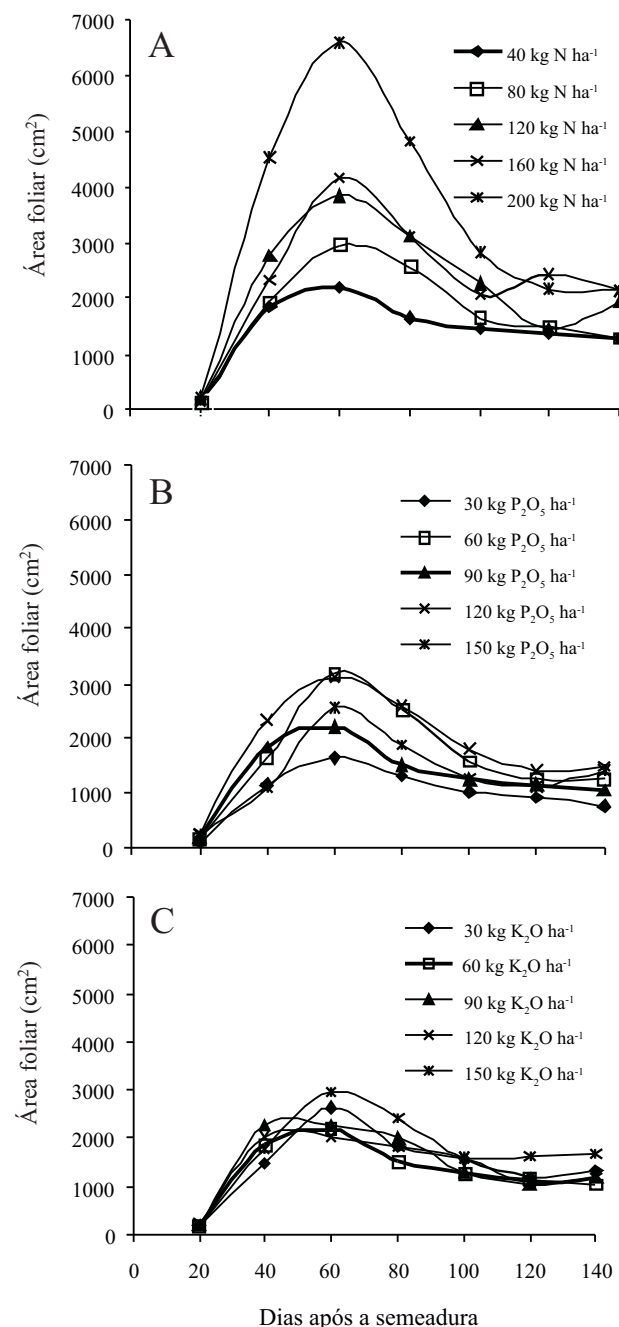 A
7000
6000
5000
4000
3000
2000
1000
0
Área foliar (cm²)
40 kg N ha⁻¹
80 kg N ha⁻¹
120 kg N ha⁻¹
160 kg N ha⁻¹
200 kg N ha⁻¹
B
7000
6000
5000
4000
3000
2000
1000
0
Área foliar (cm²)
30 kg P₂O₅ ha⁻¹
60 kg P₂O₅ ha⁻¹
90 kg P₂O₅ ha⁻¹
120 kg P₂O₅ ha⁻¹
150 kg P₂O₅ ha⁻¹
C
7000
6000
5000
4000
3000
2000
1000
0
Área foliar (cm²)
30 kg K₂O ha⁻¹
60 kg K₂O ha⁻¹
90 kg K₂O ha⁻¹
120 kg K₂O ha⁻¹
150 kg K₂O ha⁻¹
0 20 40 60 80 100 120 140
Dias após a semeadura